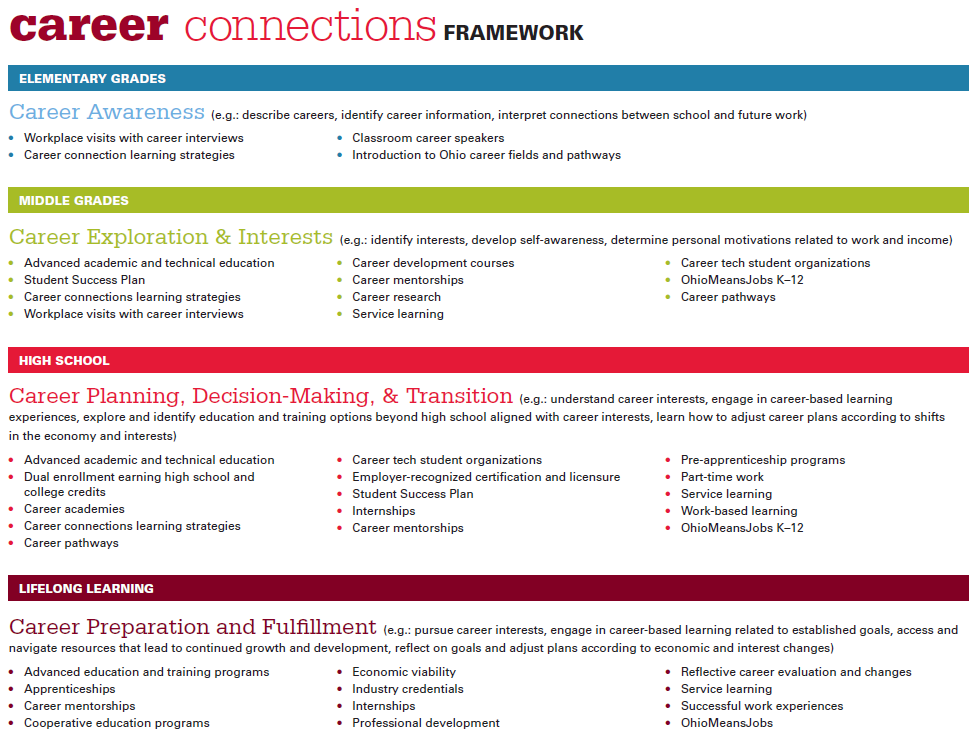 career connections FRAMEWORK
ELEMENTARY GRADES
Career Awareness (e.g.: describe careers, identify career information, interpret connections between school and future work)
• Workplace visits with career interviews
• Career connection learning strategies
• Classroom career speakers
• Introduction to Ohio career fields and pathways
MIDDLE GRADES
Career Exploration & Interests (e.g.: identify interests, develop self-awareness, determine personal motivations related to work and income)
• Advanced academic and technical education
• Student Success Plan
• Career connections learning strategies
• Workplace visits with career interviews
• Career development courses
• Career mentorships
• Career research
• Service learning
• Career tech student organizations
• OhioMeansJobs K–12
• Career pathways
HIGH SCHOOL
Career Planning, Decision-Making, & Transition (e.g.: understand career interests, engage in career-based learning
experiences, explore and identify education and training options beyond high school aligned with career interests, learn how to adjust career plans according to shifts
in the economy and interests)
• Advanced academic and technical education
• Dual enrollment earning high school and
college credits
• Career academies
• Career connections learning strategies
• Career pathways
• Career tech student organizations
• Employer-recognized certification and licensure
• Student Success Plan
• Internships
• Career mentorships
• Pre-apprenticeship programs
• Part-time work
• Service learning
• Work-based learning
• OhioMeansJobs K–12
LIFELONG LEARNING
Career Preparation and Fulfillment (e.g.: pursue career interests, engage in career-based learning related to established goals, access and
navigate resources that lead to continued growth and development, reflect on goals and adjust plans according to economic and interest changes)
• Advanced education and training programs
• Apprenticeships
• Career mentorships
• Cooperative education programs
• Economic viability
• Industry credentials
• Internships
• Professional development
• Reflective career evaluation and changes
• Service learning
• Successful work experiences
• OhioMeansJobs